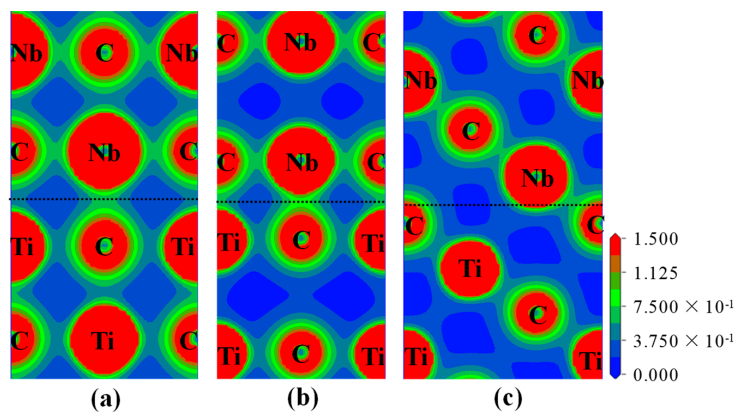 Nb C Nb
C Nb C
Ti C Ti
C Ti C
(a)
C Nb C
C Nb C
Ti C Ti
Ti C Ti
(b)
C
Nb Nb
C
Nb
C C
Ti
C
Ti Ti
(c)
1.500
1.125
7.500 × 10⁻¹
3.750 × 10⁻¹
0.000